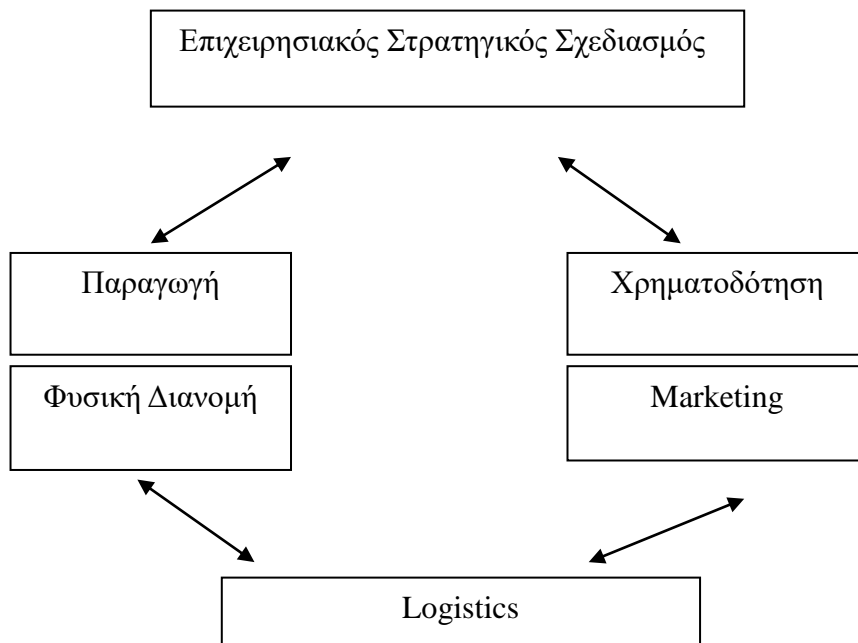 Επιχειρησιακός Στρατηγικός Σχεδιασμός
Παραγωγή
Χρηματοδότηση
Φυσική Διανομή
Marketing
Logistics